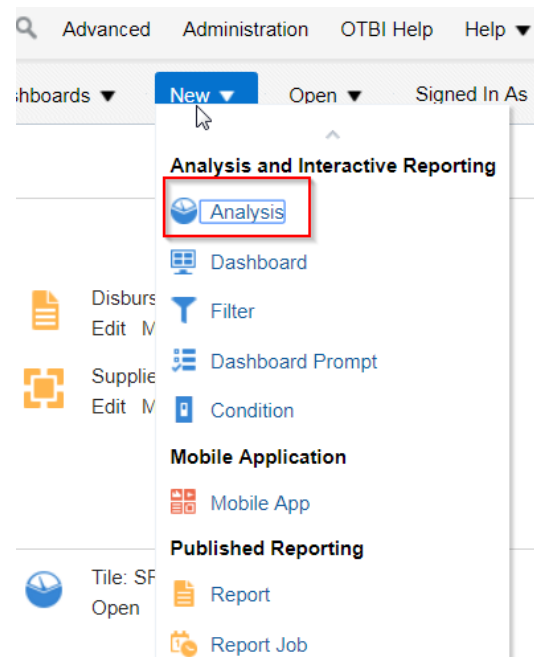 Advanced Administration OTBI Help Help
New Open Signed In As
Analysis and Interactive Reporting
Analysis
Dashboard
Disburs
Edit
Filter
Supplie
Edit
Dashboard Prompt
Condition
Mobile Application
Mobile App
Published Reporting
Tile: SF
Open
Report
Report Job